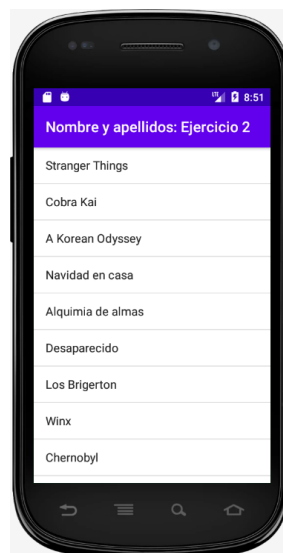 LTE 8:51
Nombre y apellidos: Ejercicio 2
Stranger Things
Cobra Kai
A Korean Odyssey
Navidad en casa
Alquimia de almas
Desaparecido
Los Brigerton
Winx
Chernobyl